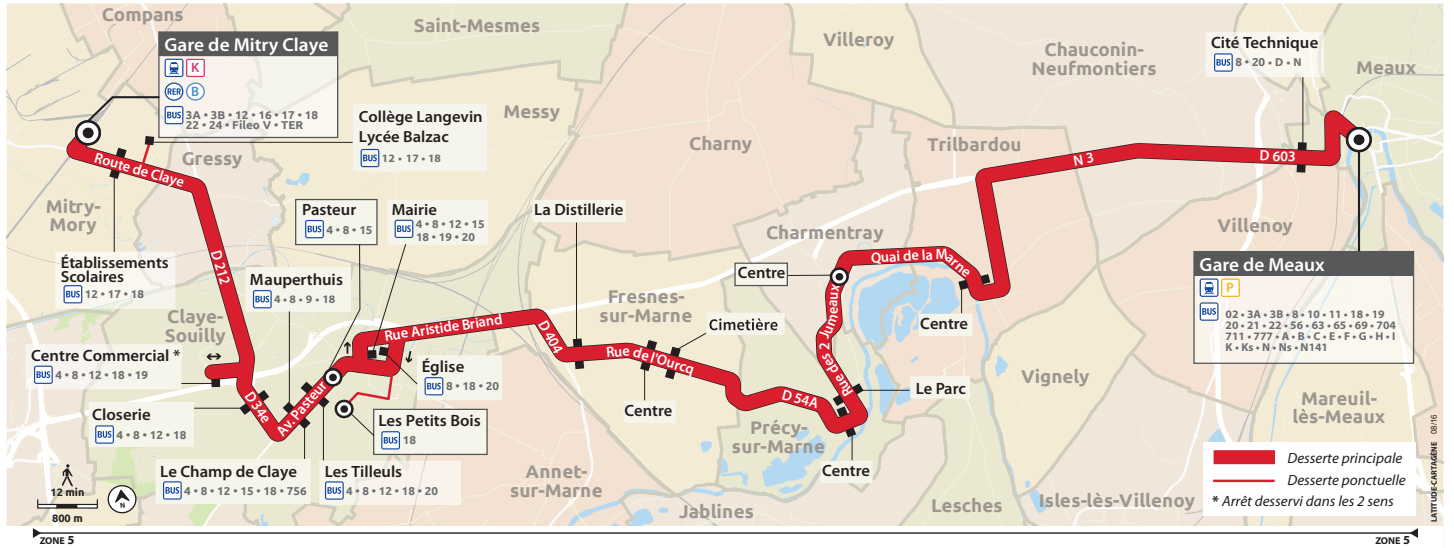 Compans
Saint-Mesmes
Villeroy
Chauconin-
Neufmontiers
Cité Technique
BUS 8 • 20 • D • N
Meaux
Gare de Mitry Claye
K
RER B
BUS 3A • 3B • 12 • 16 • 17 • 18
22 • 24 • Fileo V • TER
Collège Langevin
Lycée Balzac
BUS 12 • 17 • 18
Messy
Charny
Trilbardou
Route de Claye
Gressy
N 3
D 603
Mitry-
Mory
Pasteur
BUS 4 • 8 • 15
Mairie
BUS 4 • 8 • 12 • 15
18 • 19 • 20
La Distillerie
Charmentray
Villenoy
Établissements
Scolaires
BUS 12 • 17 • 18
D 212
Mauperthuis
BUS 4 • 8 • 9 • 18
Centre
Quai de la Marne
Gare de Meaux
P
BUS 02 • 3A • 3B • 8 • 10 • 11 • 18 • 19
20 • 21 • 22 • 56 • 63 • 65 • 69 • 704
711 • 777 • A • B • C • E • F • G • H • I
K • Ks • N • Ns • N141
Claye-
Souilly
Fresnes-
sur-Marne
Rue Aristide Briand
D 404
Cimetière
Rue des 2 Jumeaux
Centre
Centre Commercial *
BUS 4 • 8 • 12 • 18 • 19
Rue de l'Ourcq
Église
BUS 8 • 18 • 20
Le Parc
Vignely
D 34e
Av. Pasteur
Closerie
BUS 4 • 8 • 12 • 18
Les Petits Bois
BUS 18
Centre
D 54A
Précy-
sur-Marne
Mareuil-
lès-Meaux
Le Champ de Claye
BUS 4 • 8 • 12 • 15 • 18 • 756
Les Tilleuls
BUS 4 • 8 • 12 • 18 • 20
Annet-
sur-Marne
Centre
Jablines
Lesches
Isles-lès-Villenoy
Desserte principale
Desserte ponctuelle
* Arrêt desservi dans les 2 sens
LATITUDE-CARTAGÈNE 08/16
12 min
800 m
N
ZONE 5
ZONE 5